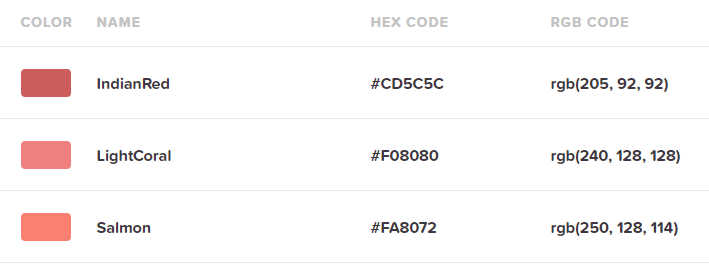 COLOR NAME HEX CODE RGB CODE
IndianRed #CD5C5C rgb(205, 92, 92)
LightCoral #F08080 rgb(240, 128, 128)
Salmon #FA8072 rgb(250, 128, 114)